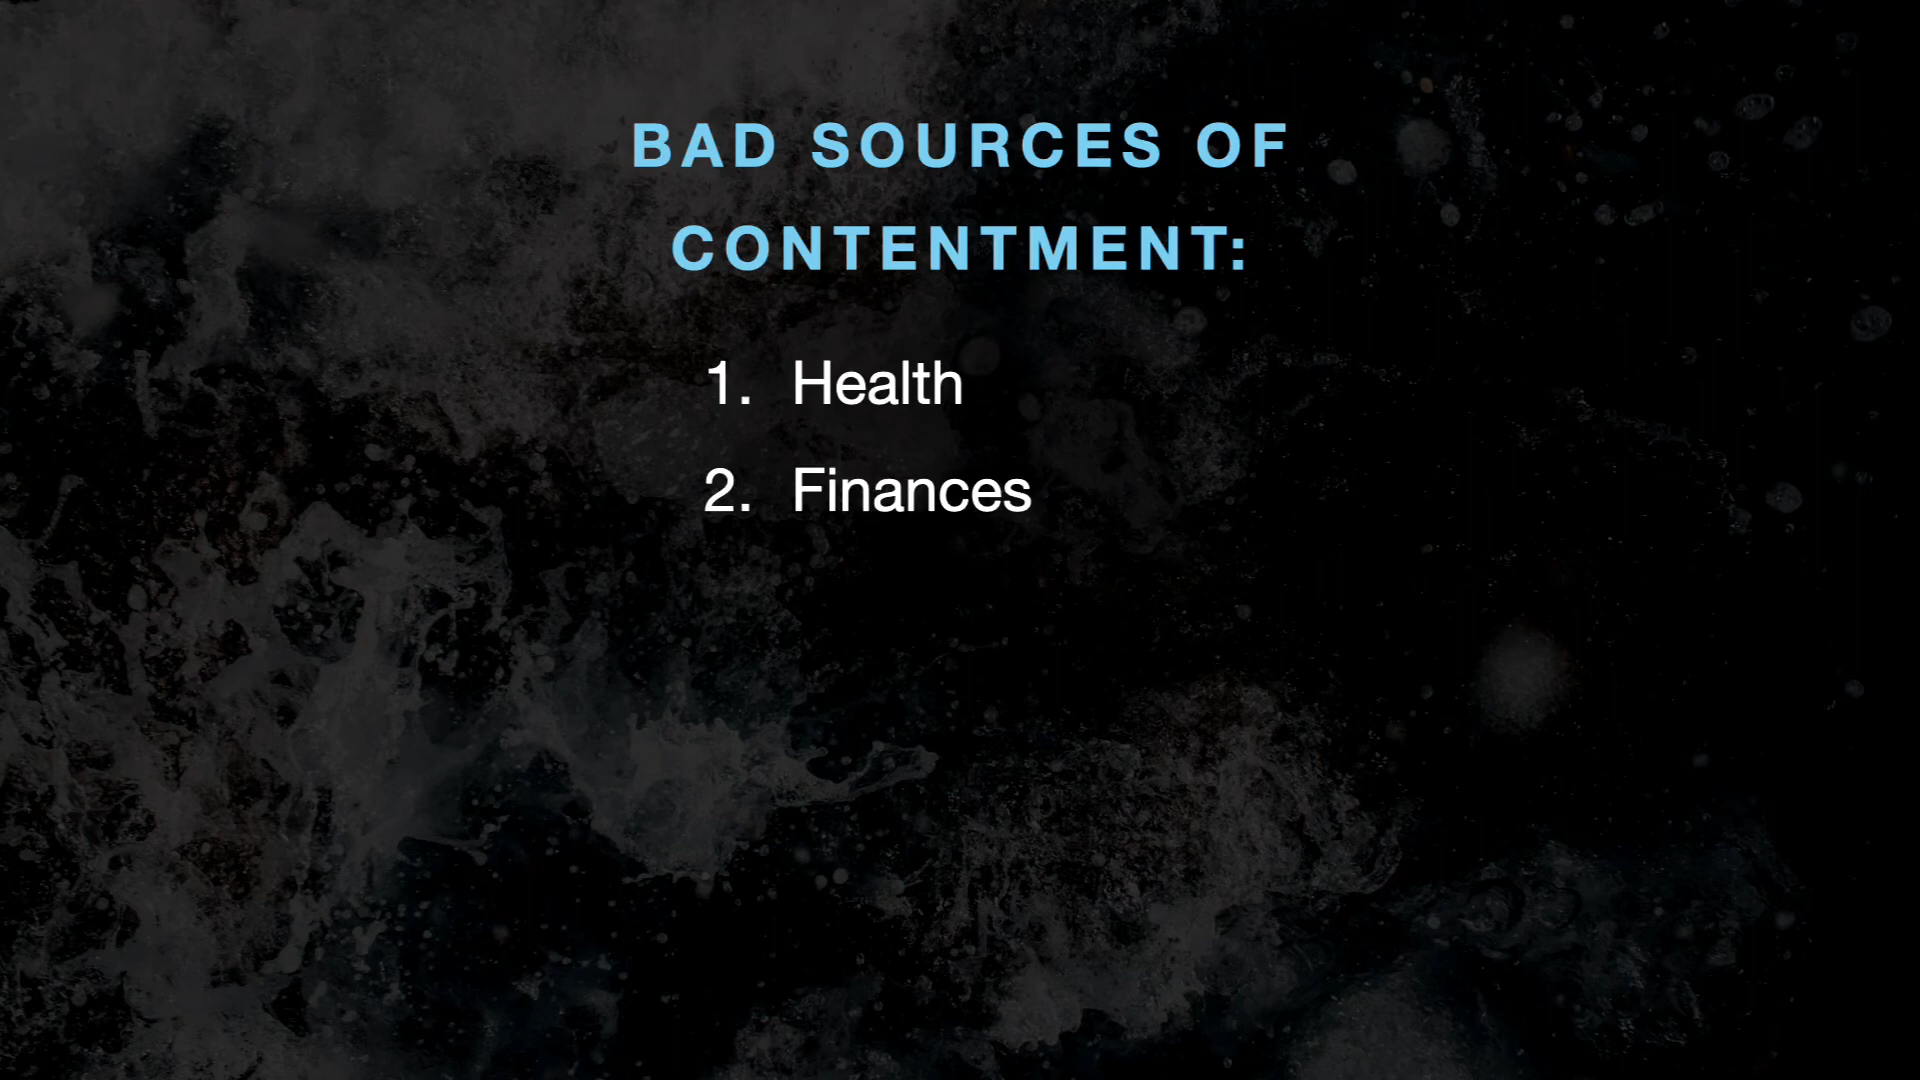 BAD SOURCES OF
CONTENTMENT:
1. Health
2. Finances